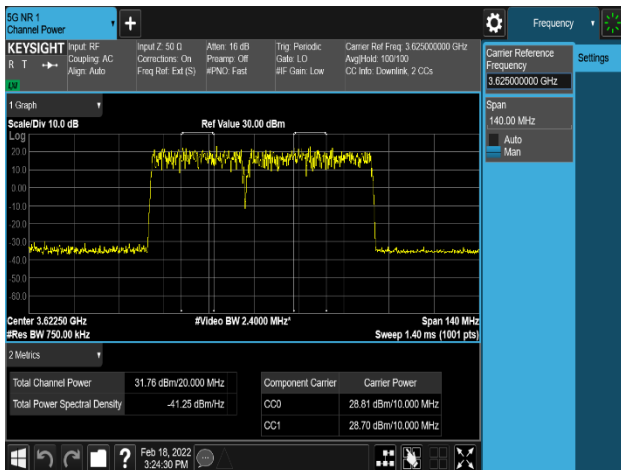 5G NR 1
Channel Power
Frequency
KEYSIGHT
R T
LXI
Input: RF
Coupling: AC
Align: Auto
Input Z: 50 Ω
Corrections: On
Freq Ref: Ext (S)
Atten: 16 dB
Preamp: Off
#PNO: Fast
Trig: Periodic
Gate: LO
#IF Gain: Low
Carrier Ref Freq: 3.625000000 GHz
Avg|Hold: 100/100
CC Info: Downlink, 2 CCs
Carrier Reference
Frequency
3.625000000 GHz
Settings
Span
140.00 MHz
Auto
Man
1 Graph
Scale/Div 10.0 dB
Ref Value 30.00 dBm
Log
20.0
10.0
0.00
-10.0
-20.0
-30.0
-40.0
-50.0
-60.0
Center 3.62250 GHz
#Video BW 2.4000 MHz*
Span 140 MHz
#Res BW 750.00 kHz
Sweep 1.40 ms (1001 pts)
2 Metrics
Total Channel Power 31.76 dBm/20.000 MHz
Total Power Spectral Density -41.25 dBm/Hz
Component Carrier Carrier Power
CC0 28.81 dBm/10.000 MHz
CC1 28.70 dBm/10.000 MHz
Feb 18, 2022
3:24:30 PM